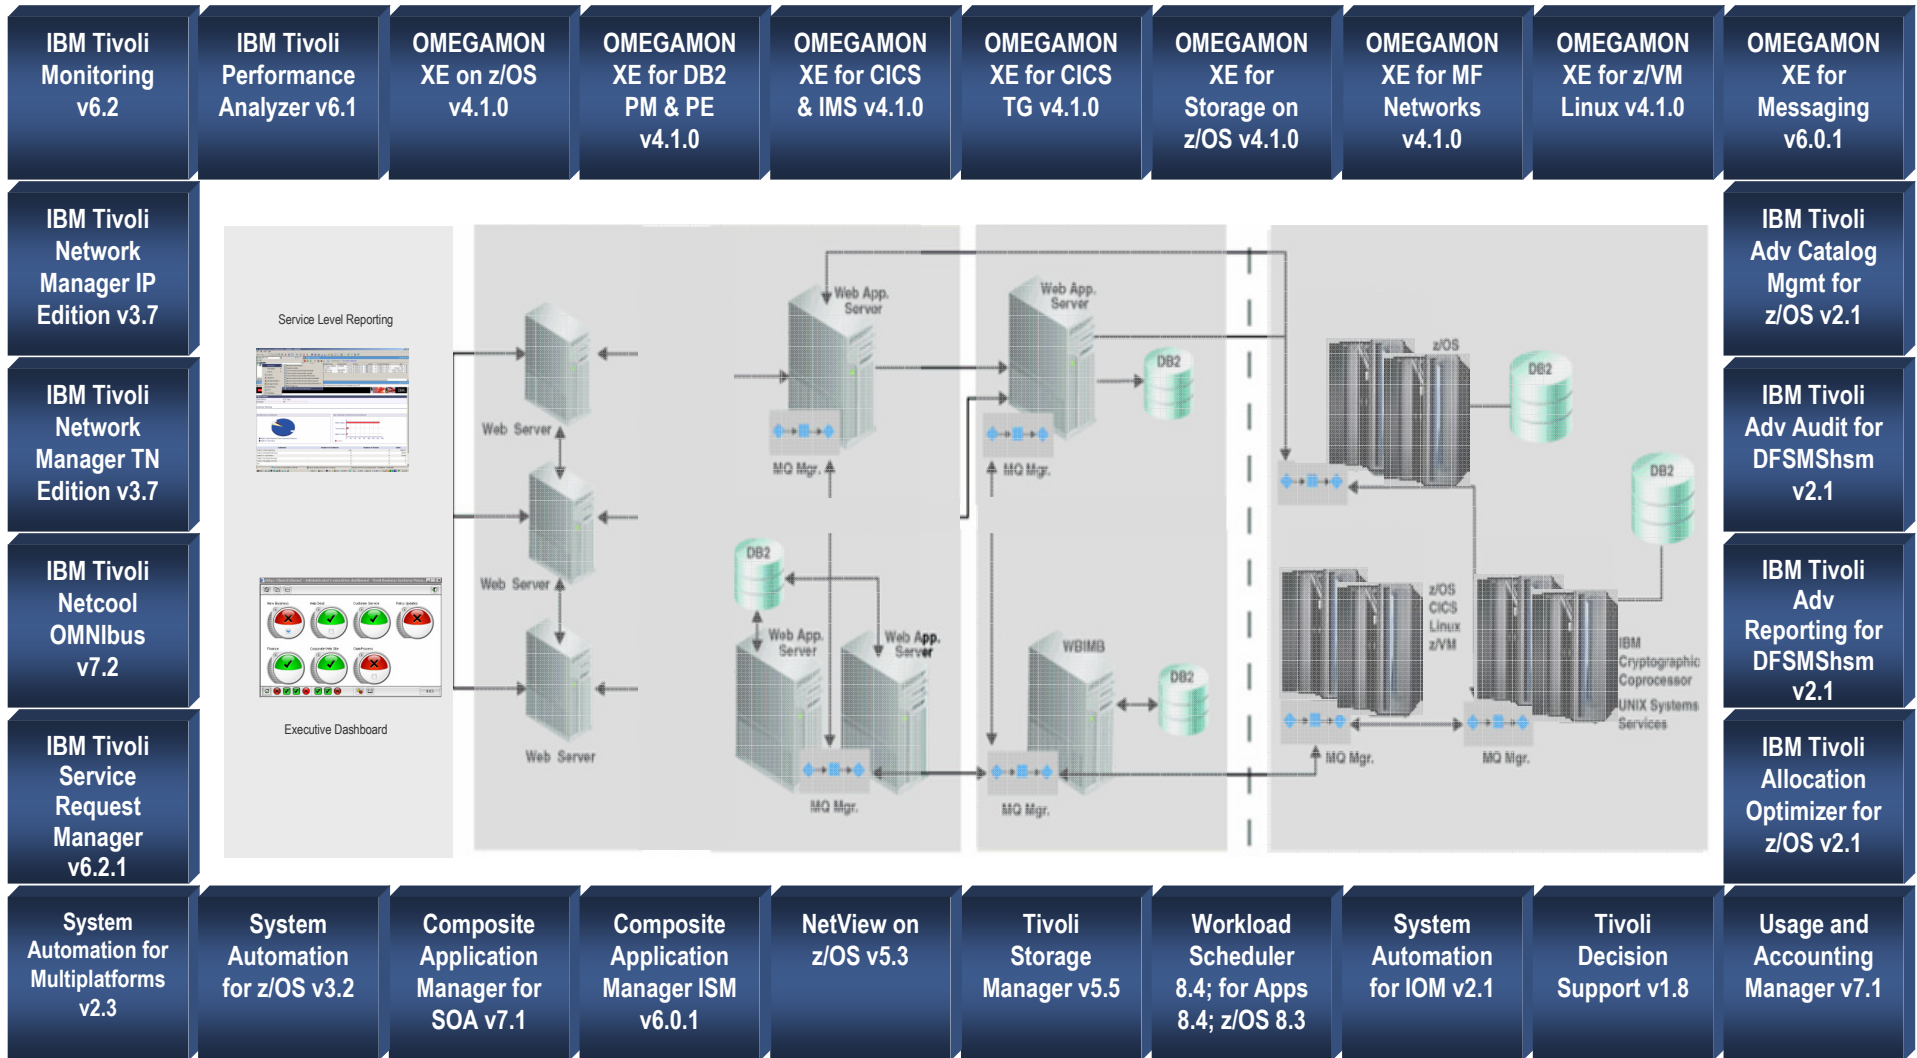 IBM Tivoli
Monitoring
v6.2
IBM Tivoli
Performance
Analyzer v6.1
OMEGAMON
XE on z/OS
v4.1.0
OMEGAMON
XE for DB2
PM & PE
v4.1.0
OMEGAMON
XE for CICS
& IMS v4.1.0
OMEGAMON
XE for CICS
TG v4.1.0
OMEGAMON
XE for
Storage on
z/OS v4.1.0
OMEGAMON
XE for MF
Networks
v4.1.0
OMEGAMON
XE for z/VM
Linux v4.1.0
OMEGAMON
XE for
Messaging
v6.0.1
IBM Tivoli
Network
Manager IP
Edition v3.7
IBM Tivoli
Network
Manager TN
Edition v3.7
IBM Tivoli
Netcool
OMNIbus
v7.2
IBM Tivoli
Service
Request
Manager
v6.2.1
Service Level Reporting
Executive Dashboard
Web Server
Web Server
Web Server
Web App.
Server
MQ Mgr.
Web App.
Server
DB2
MQ Mgr.
DB2
Web App.
Server
Web App.
Server
MQ Mgr.
WBIMB
DB2
MQ Mgr.
z/OS
DB2
DB2
z/OS
CICS
Linux
z/VM
IBM
Cryptographic
Coprocessor
UNIX Systems
Services
MQ Mgr.
MQ Mgr.
IBM Tivoli
Adv Catalog
Mgmt for
z/OS v2.1
IBM Tivoli
Adv Audit for
DFSMShsm
v2.1
IBM Tivoli
Adv
Reporting for
DFSMShsm
v2.1
IBM Tivoli
Allocation
Optimizer for
z/OS v2.1
System
Automation for
Multiplatforms
v2.3
System
Automation
for z/OS v3.2
Composite
Application
Manager for
SOA v7.1
Composite
Application
Manager ISM
v6.0.1
NetView on
z/OS v5.3
Tivoli
Storage
Manager v5.5
Workload
Scheduler
8.4; for Apps
8.4; z/OS 8.3
System
Automation
for IOM v2.1
Tivoli
Decision
Support v1.8
Usage and
Accounting
Manager v7.1